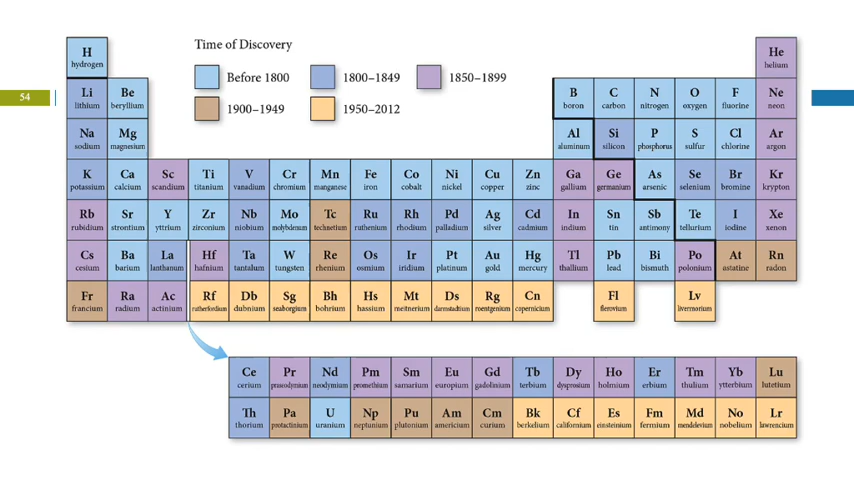 54
Time of Discovery
Before 1800 1800–1849 1850–1899
1900–1949 1950–2012
H He
hydrogen helium
Li Be B C N O F Ne
lithium beryllium boron carbon nitrogen oxygen fluorine neon
Na Mg Al Si P S Cl Ar
sodium magnesium aluminum silicon phosphorus sulfur chlorine argon
K Ca Sc Ti V Cr Mn Fe Co Ni Cu Zn Ga Ge As Se Br Kr
potassium calcium scandium titanium vanadium chromium manganese iron cobalt nickel copper zinc gallium germanium arsenic selenium bromine krypton
Rb Sr Y Zr Nb Mo Tc Ru Rh Pd Ag Cd In Sn Sb Te I Xe
rubidium strontium yttrium zirconium niobium molybdenum technetium ruthenium rhodium palladium silver cadmium indium tin antimony tellurium iodine xenon
Cs Ba La Hf Ta W Re Os Ir Pt Au Hg Tl Pb Bi Po At Rn
cesium barium lanthanum hafnium tantalum tungsten rhenium osmium iridium platinum gold mercury thallium lead bismuth polonium astatine radon
Fr Ra Ac Rf Db Sg Bh Hs Mt Ds Rg Cn Fl Lv
francium radium actinium rutherfordium dubnium seaborgium bohrium hassium meitnerium darmstadtium roentgenium copernicium flerovium livermorium
Ce Pr Nd Pm Sm Eu Gd Tb Dy Ho Er Tm Yb Lu
cerium prasodymium neodymium promethium samarium europium gadolinium terbium dysprosium holmium erbium thulium ytterbium lutetium
Th Pa U Np Pu Am Cm Bk Cf Es Fm Md No Lr
thorium protactinium uranium neptunium plutonium americium curium berkelium californium einsteinium fermium mendelevium nobelium lawrencium